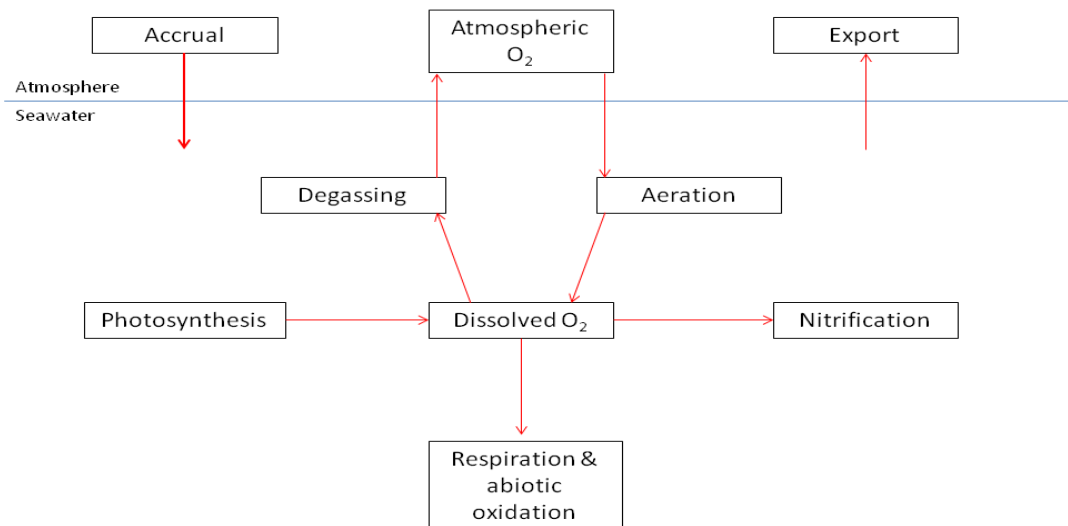 Accrual
Atmospheric
O₂
Export
Atmosphere
Seawater
Degassing
Aeration
Photosynthesis
Dissolved O₂
Nitrification
Respiration &
abiotic
oxidation